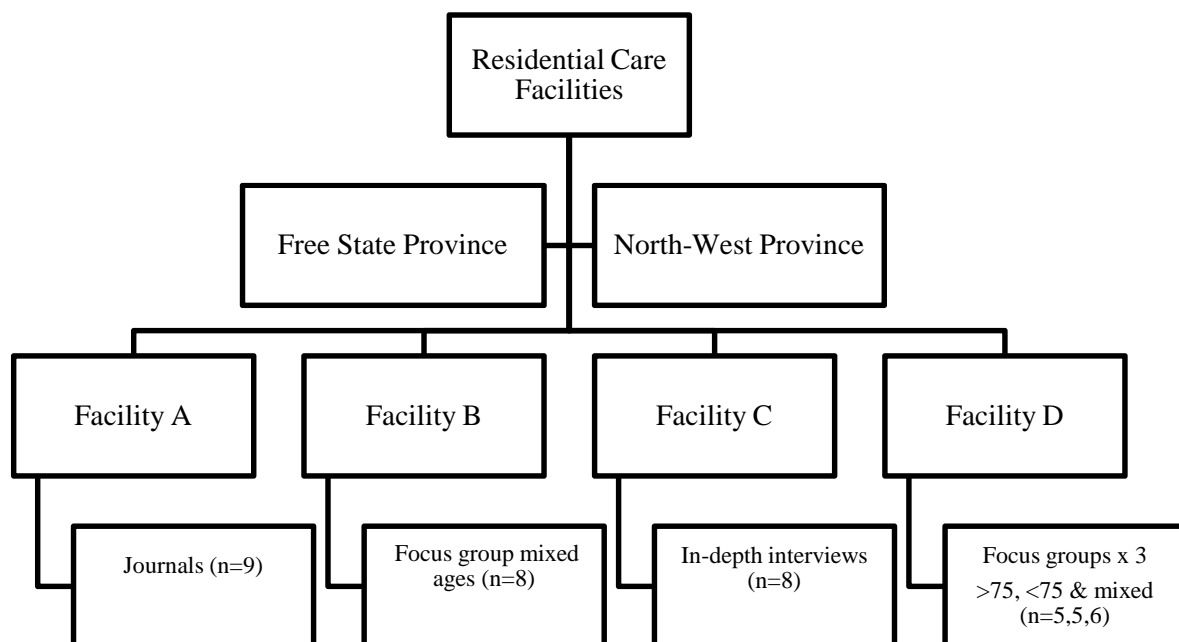 Residential Care
Facilities
Free State Province
North-West Province
Facility A
Facility B
Facility C
Facility D
Journals (n=9)
Focus group mixed
ages (n=8)
In-depth interviews
(n=8)
Focus groups x 3
>75, <75 & mixed
(n=5,5,6)